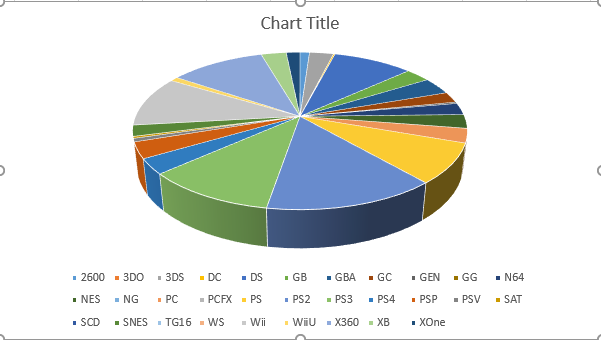 Chart Title
2600 3DO 3DS DC DS GB GBA GC GEN GG N64
NES NG PC PCFX PS PS2 PS3 PS4 PSP PSV SAT
SCD SNES TG16 WS Wii WiiU X360 XB XOne